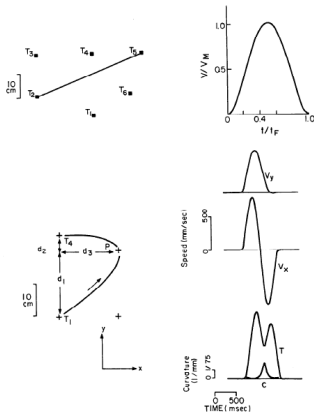 T3
T4
T5
10
cm
T2
T6
T1
V/VM
1.0
0.5
0
0.4
1.0
t/tF
T4
d2
d3
P
d1
10
cm
T1
y
x
Vy
Speed (mm/sec)
500
0
Vx
Curvature
(1/mm)
1/75
0
T
C
0 500
TIME (msec)